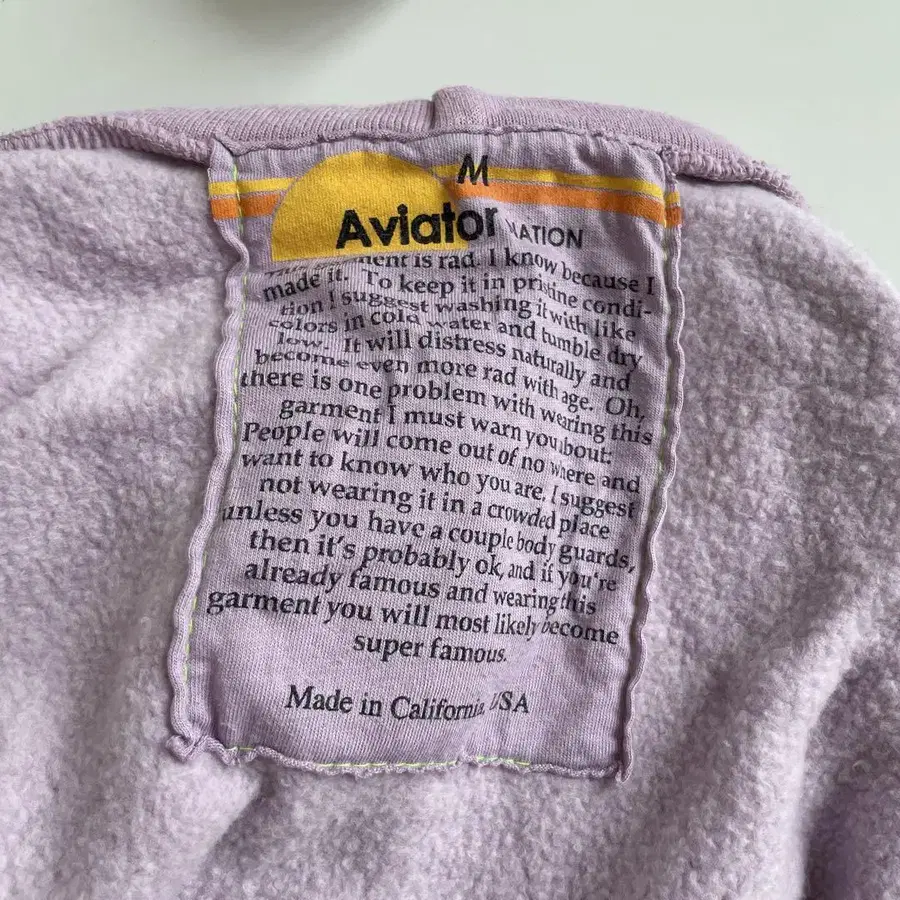 M
Aviator NATION
ment is rad. I know because I
made it. To keep it in pristine condi-
tion I suggest washing it with like
colors in cold water and tumble dry
low. It will distress naturally and
become even more rad with age. Oh,
there is one problem with wearing this
garment I must warn you about:
People will come out of no where and
want to know who you are. I suggest
not wearing it in a crowded place
unless you have a couple body guards,
then it's probably ok, and if you're
already famous and wearing this
garment you will most likely become
super famous.
Made in California, USA